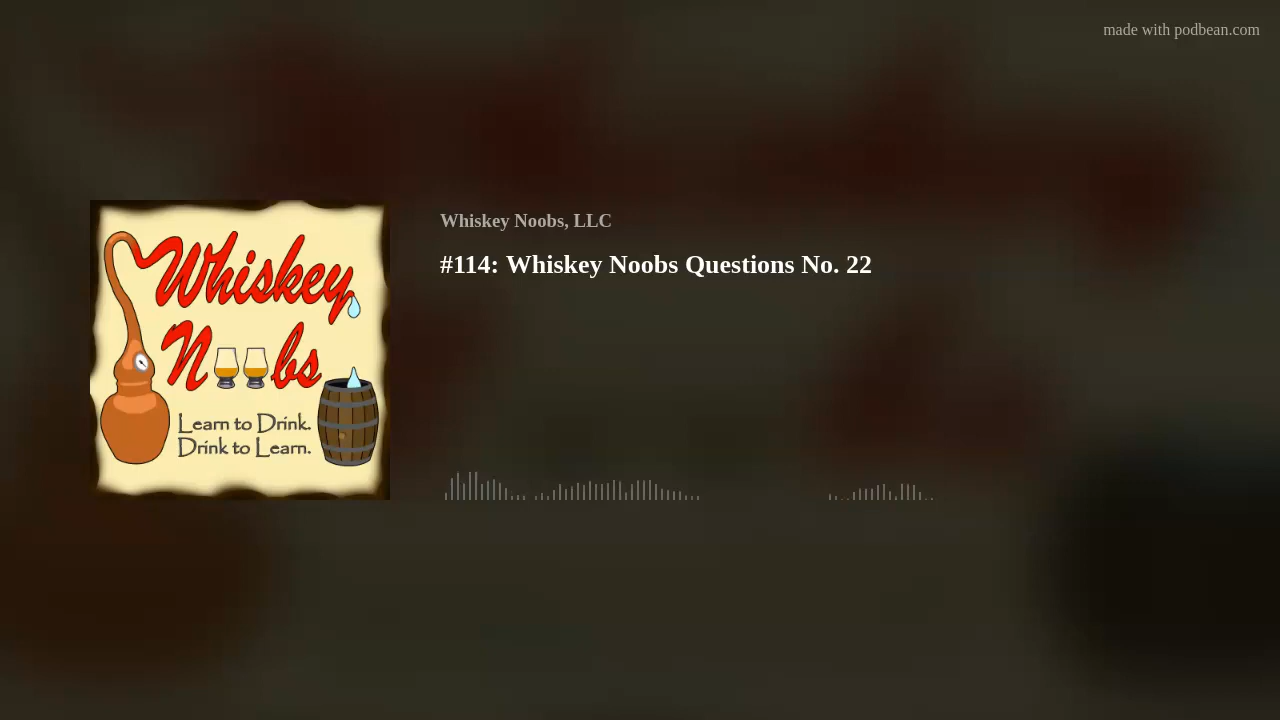 made with podbean.com
Whiskey Noobs, LLC
#114: Whiskey Noobs Questions No. 22
Whiskey
Noobs
Learn to Drink.
Drink to Learn.